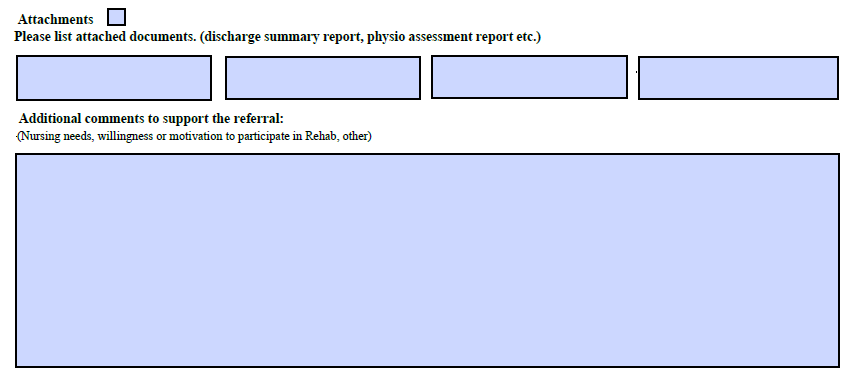 Attachments
Please list attached documents. (discharge summary report, physio assessment report etc.)
Additional comments to support the referral:
(Nursing needs, willingness or motivation to participate in Rehab, other)